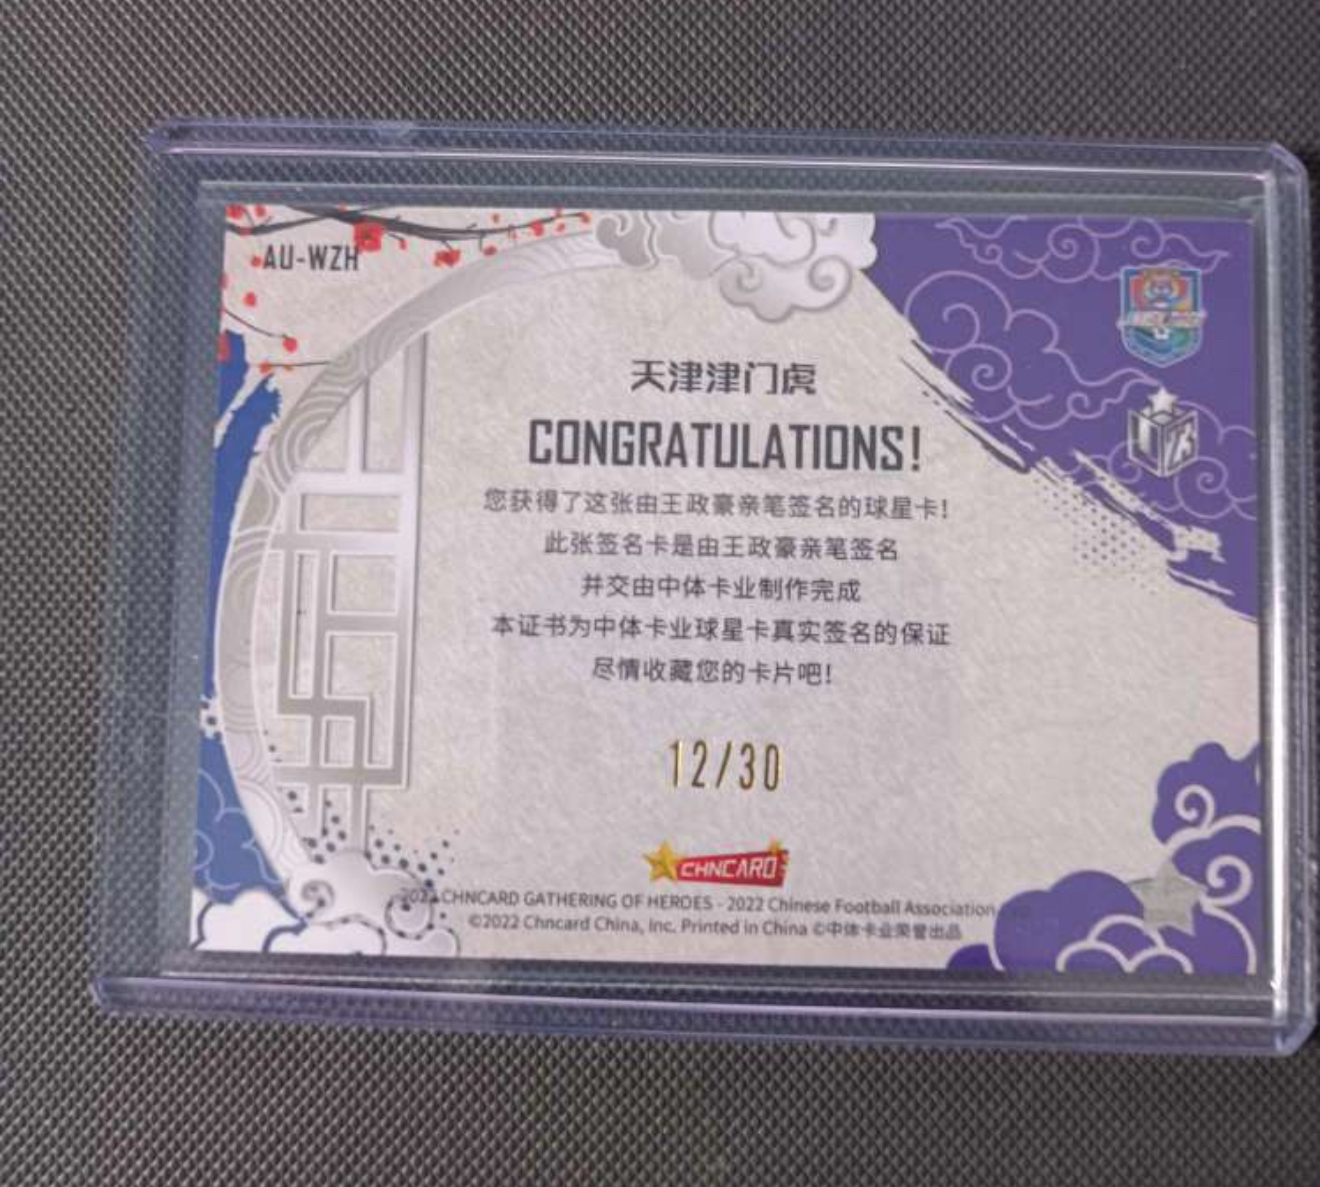 AU-WZH
天津津门虎
CONGRATULATIONS!
您获得了这张由王政豪亲笔签名的球星卡!
此张签名卡是由王政豪亲笔签名
并交由中体卡业制作完成
本证书为中体卡业球星卡真实签名的保证
尽情收藏您的卡片吧!
12/30
CHNCARD
2022 CHNCARD GATHERING OF HEROES - 2022 Chinese Football Association
©2022 Chncard China, Inc. Printed in China ©中体卡业荣誉出品